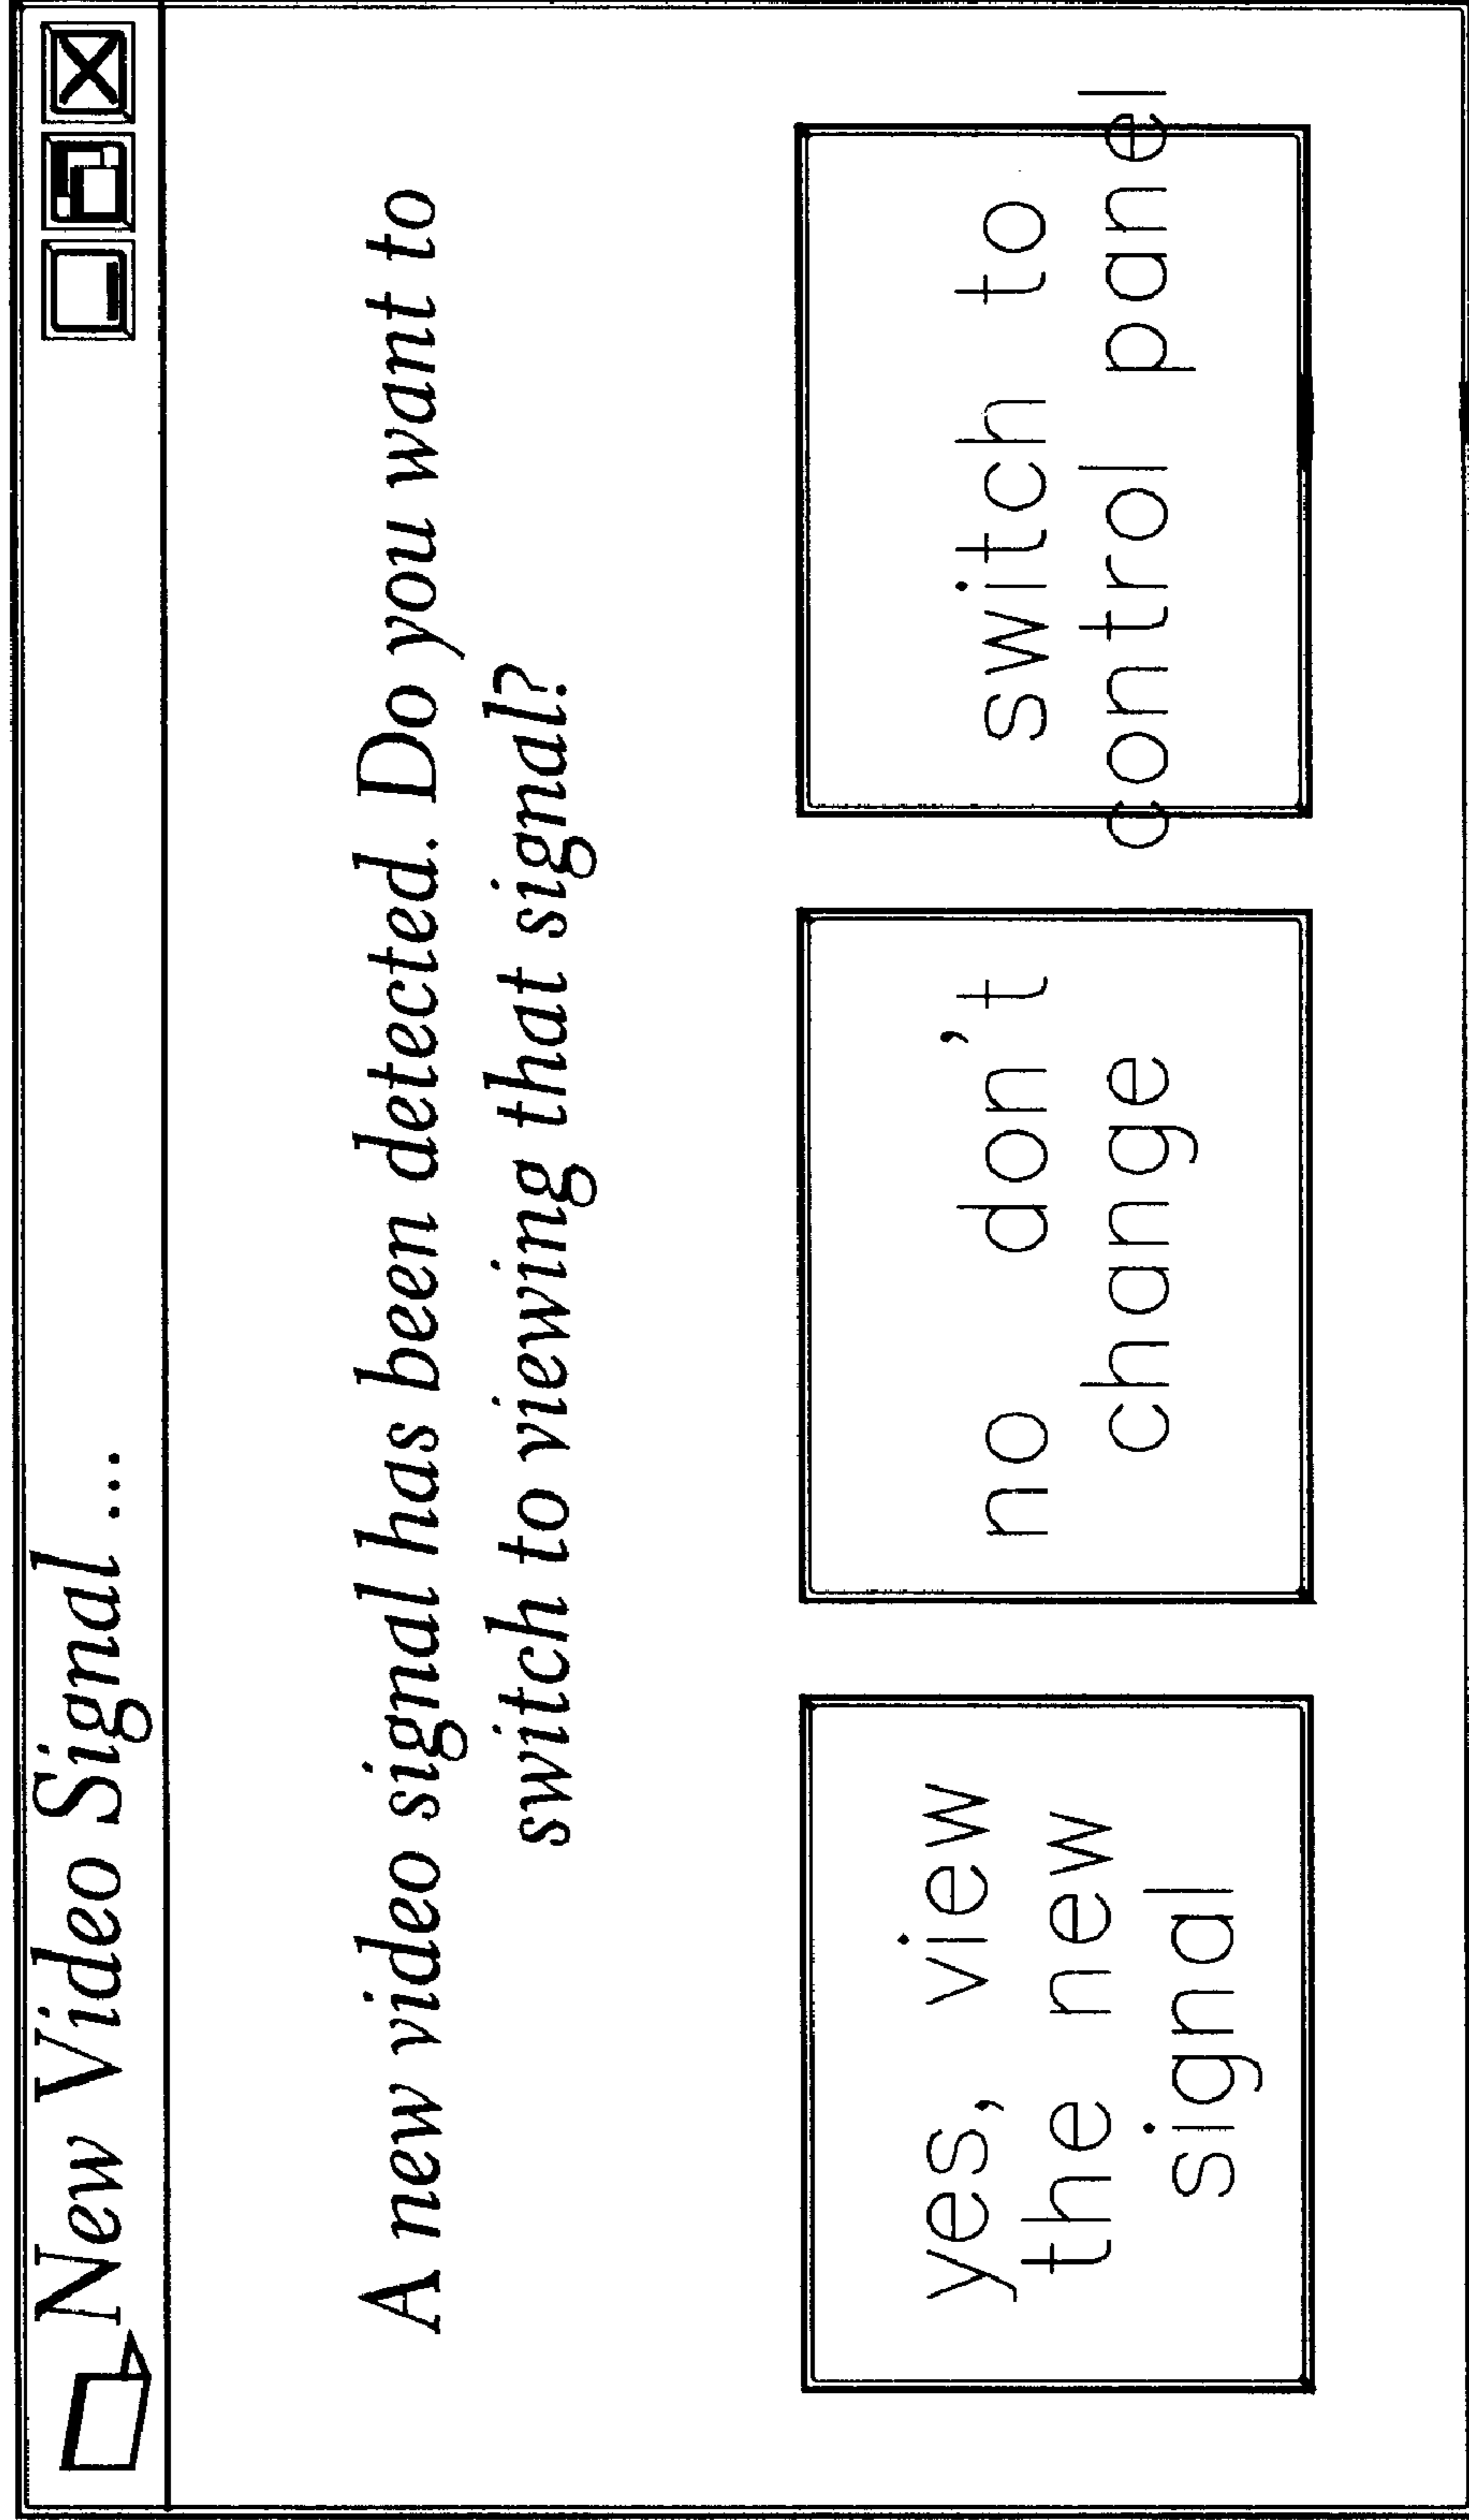 New Video Signal ...
A new video signal has been detected. Do you want to
switch to viewing that signal?
yes, view
the new
signal
no don't
change
switch to
control panel